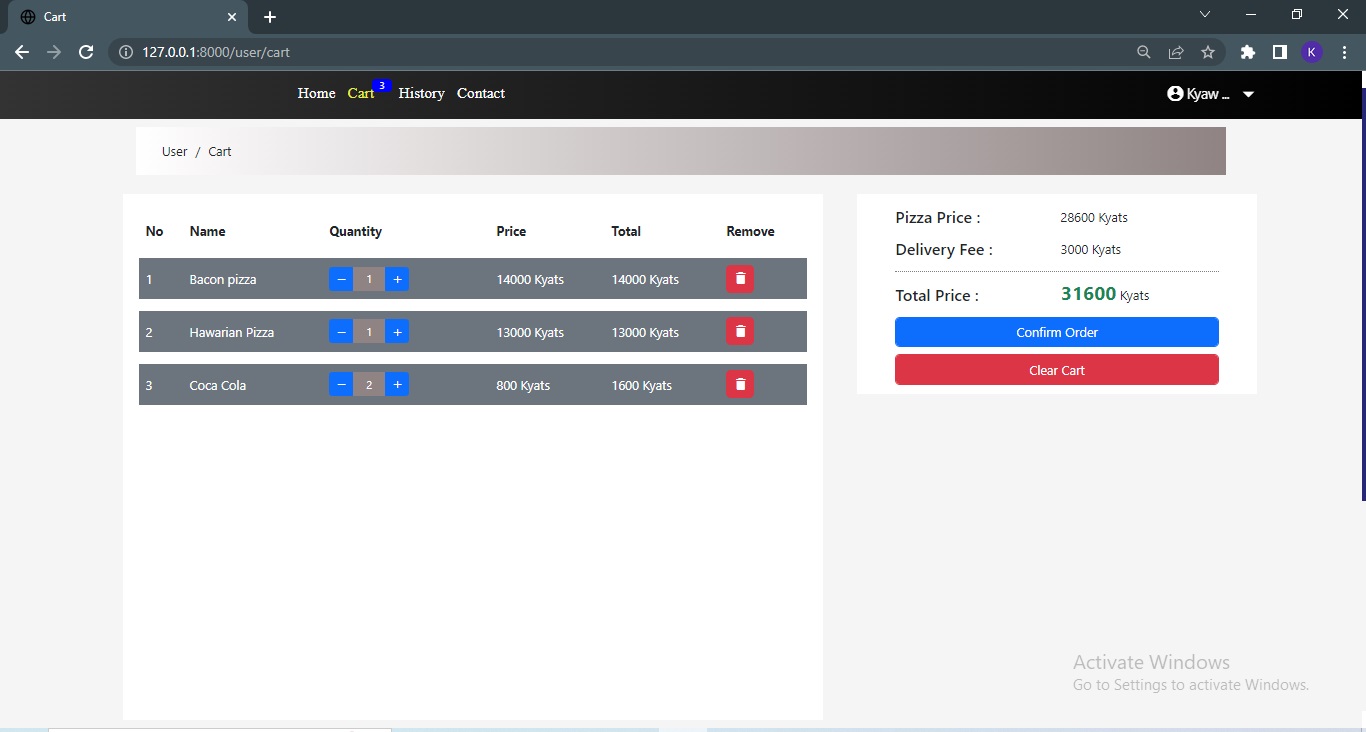 Cart
127.0.0.1:8000/user/cart
K
Home Cart 3 History Contact
Kyaw ...
User / Cart
No Name Quantity Price Total Remove
1 Bacon pizza − 1 + 14000 Kyats 14000 Kyats
2 Hawarian Pizza − 1 + 13000 Kyats 13000 Kyats
3 Coca Cola − 2 + 800 Kyats 1600 Kyats
Pizza Price : 28600 Kyats
Delivery Fee : 3000 Kyats
Total Price : 31600 Kyats
Confirm Order
Clear Cart
Activate Windows
Go to Settings to activate Windows.